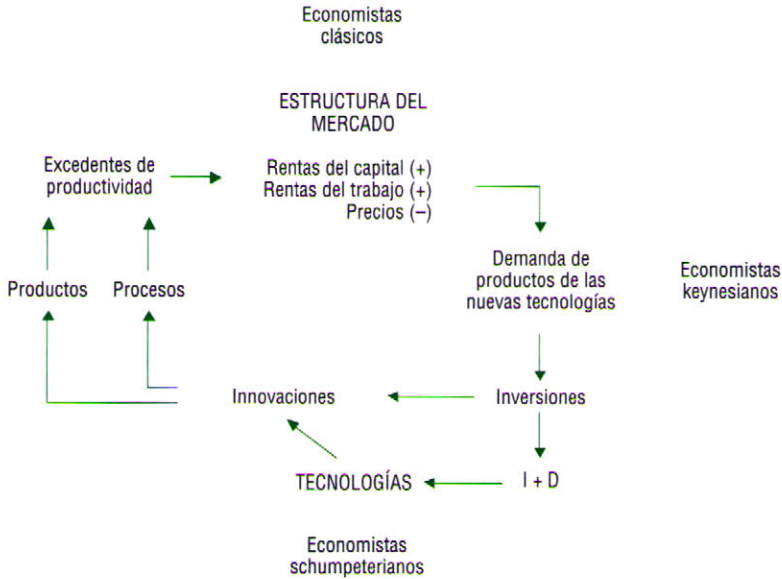 Economistas
clásicos
ESTRUCTURA DEL
MERCADO
Excedentes de
productividad
Rentas del capital (+)
Rentas del trabajo (+)
Precios (–)
Demanda de
productos de las
nuevas tecnologías
Economistas
keynesianos
Productos
Procesos
Innovaciones
Inversiones
TECNOLOGÍAS
I + D
Economistas
schumpeterianos